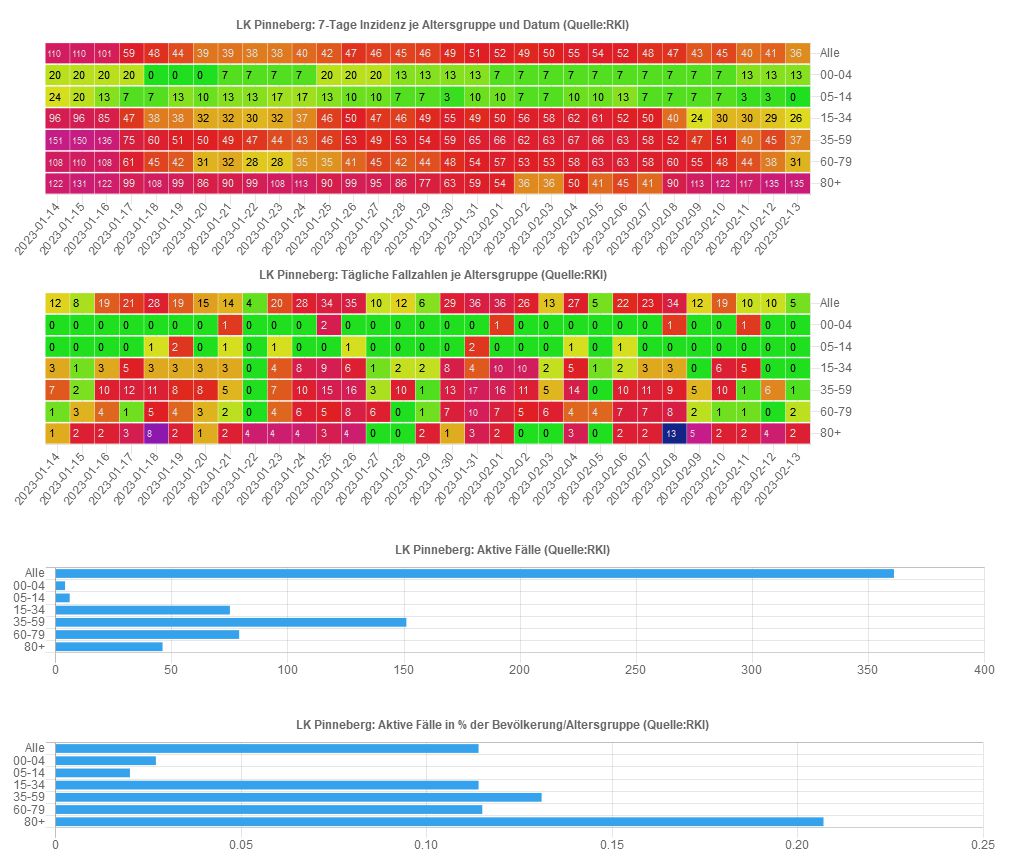 LK Pinneberg: 7-Tage Inzidenz je Altersgruppe und Datum (Quelle:RKI)
110 110 101 59 48 44 39 39 38 38 40 42 47 46 45 46 49 51 52 49 50 55 54 52 48 47 43 45 40 41 36 Alle
20 20 20 20 0 0 0 7 7 7 7 20 20 20 13 13 13 13 7 7 7 7 7 7 7 7 7 7 13 13 13 00-04
24 20 13 7 7 13 10 13 13 17 17 13 10 10 7 7 3 10 10 7 7 10 10 13 7 7 7 7 3 3 0 05-14
96 96 85 47 38 38 32 32 30 32 37 46 50 47 46 49 55 49 50 56 58 62 61 52 50 40 24 30 30 29 26 15-34
151 150 136 75 60 51 50 49 47 44 43 46 53 49 53 54 59 65 66 62 63 67 66 63 64 58 52 47 51 40 45 37 35-59
108 110 108 61 45 42 31 32 28 28 35 35 41 45 42 44 48 54 57 53 53 58 63 63 58 60 55 48 44 38 31 60-79
122 131 122 99 108 99 86 90 99 108 113 90 99 95 86 77 63 59 54 36 36 50 41 45 41 90 113 122 117 135 135 80+
2023-01-14 2023-01-15 2023-01-16 2023-01-17 2023-01-18 2023-01-19 2023-01-20 2023-01-21 2023-01-22 2023-01-23 2023-01-24 2023-01-25 2023-01-26 2023-01-27 2023-01-28 2023-01-29 2023-01-30 2023-01-31 2023-02-01 2023-02-02 2023-02-03 2023-02-04 2023-02-05 2023-02-06 2023-02-07 2023-02-08 2023-02-09 2023-02-10 2023-02-11 2023-02-12 2023-02-13
LK Pinneberg: Tägliche Fallzahlen je Altersgruppe (Quelle:RKI)
12 8 19 21 28 19 15 14 4 20 28 34 35 10 12 6 29 36 36 26 13 27 5 22 23 34 12 19 10 10 5 Alle
0 0 0 0 0 0 0 1 0 0 0 2 0 0 0 0 0 0 1 0 0 0 0 0 0 1 0 0 1 0 0 00-04
0 0 0 0 1 2 0 1 0 1 0 0 1 0 0 0 0 2 0 0 0 1 0 1 0 0 0 0 0 0 0 05-14
3 1 3 5 3 3 3 3 0 4 8 9 6 1 2 2 8 4 10 10 2 5 1 2 3 3 0 6 5 0 0 15-34
7 2 10 12 11 8 8 5 0 7 10 15 16 3 10 1 13 17 16 11 5 14 0 10 11 9 5 10 1 6 1 35-59
1 3 4 1 5 4 3 2 0 4 6 5 8 6 0 1 7 10 7 5 6 4 4 7 7 8 2 1 1 0 2 60-79
1 2 2 3 8 2 1 2 4 4 4 3 4 0 0 2 1 3 2 0 0 3 0 2 2 13 5 2 2 4 2 80+
2023-01-14 2023-01-15 2023-01-16 2023-01-17 2023-01-18 2023-01-19 2023-01-20 2023-01-21 2023-01-22 2023-01-23 2023-01-24 2023-01-25 2023-01-26 2023-01-27 2023-01-28 2023-01-29 2023-01-30 2023-01-31 2023-02-01 2023-02-02 2023-02-03 2023-02-04 2023-02-05 2023-02-06 2023-02-07 2023-02-08 2023-02-09 2023-02-10 2023-02-11 2023-02-12 2023-02-13
LK Pinneberg: Aktive Fälle (Quelle:RKI)
Alle
00-04
05-14
15-34
35-59
60-79
80+
0 50 100 150 200 250 300 350 400
LK Pinneberg: Aktive Fälle in % der Bevölkerung/Altersgruppe (Quelle:RKI)
Alle
00-04
05-14
15-34
35-59
60-79
80+
0 0.05 0.10 0.15 0.20 0.25